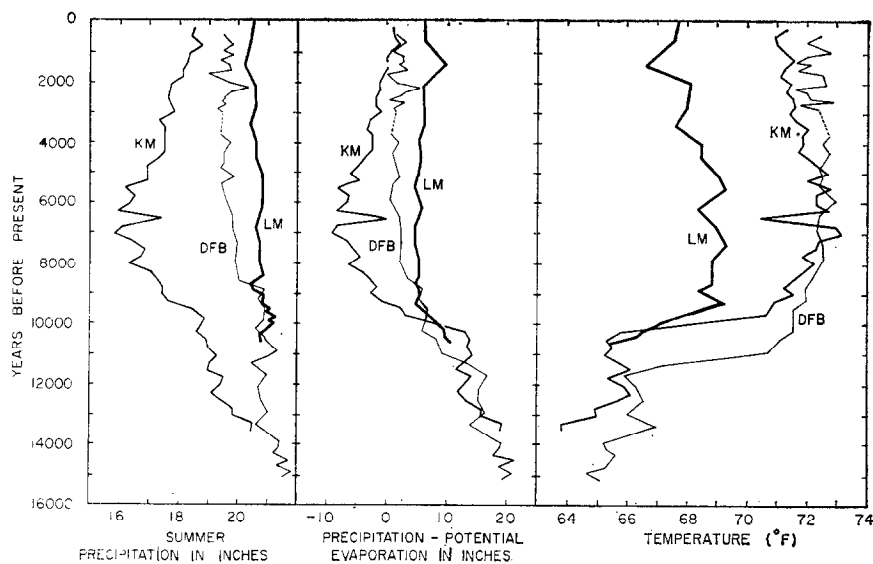 0
2000
4000
6000
8000
10000
12000
14000
16000
YEARS BEFORE PRESENT
KM
DFB
LM
KM
DFB
LM
KM
LM
DFB
16 18 20
-10 0 10 20
64 66 68 70 72 74
SUMMER
PRECIPITATION IN INCHES
PRECIPITATION - POTENTIAL
EVAPORATION IN INCHES.
TEMPERATURE (°F)